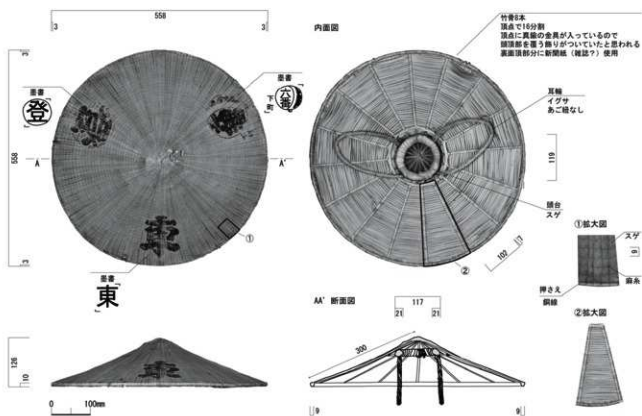 558
3
3
3
558
3
A
A'
墨書
「登」
墨書
「六番
下町」
墨書
「東」
①
126
10
0 100mm
内面図
竹骨8本
頂点で16分割
頂点に真鍮の金具が入っているので
頭頂部を覆う飾りがついていたと思われる
裏面頂部分に新聞紙（雑誌？）使用
耳輪
イグサ
あご紐なし
119
頭台
スゲ
102
7
②
①拡大図
スゲ
9
麻糸
押さえ
銅線
②拡大図
AA' 断面図
117
21
21
300
9
9